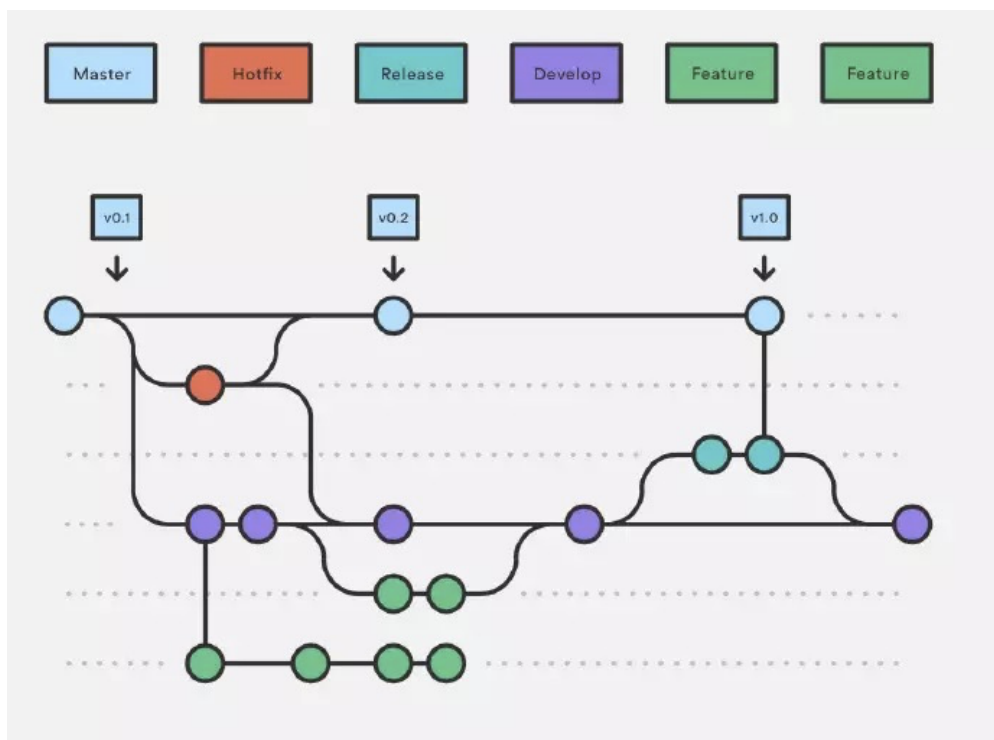 Master
Hotfix
Release
Develop
Feature
Feature
v0.1
v0.2
v1.0